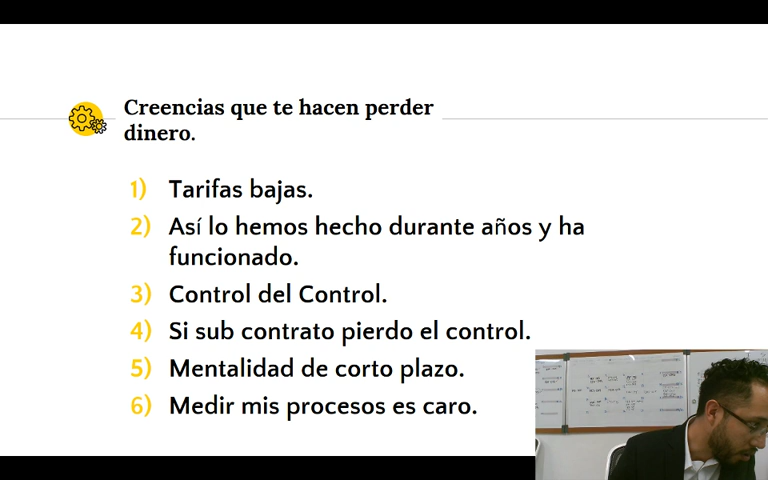 Creencias que te hacen perder
dinero.
1) Tarifas bajas.
2) Así lo hemos hecho durante años y ha
funcionado.
3) Control del Control.
4) Si sub contrato pierdo el control.
5) Mentalidad de corto plazo.
6) Medir mis procesos es caro.